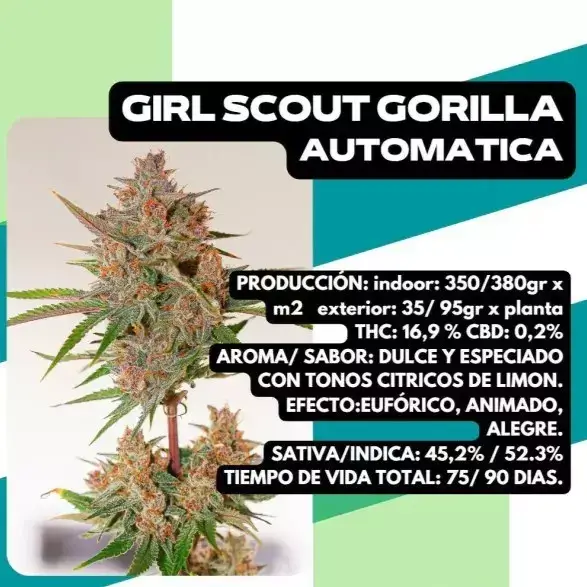 GIRL SCOUT GORILLA
AUTOMATICA
PRODUCCIÓN: indoor: 350/380gr x
m2 exterior: 35/ 95gr x planta
THC: 16,9 % CBD: 0,2%
AROMA/ SABOR: DULCE Y ESPECIADO
CON TONOS CITRICOS DE LIMON.
EFECTO:EUFÓRICO, ANIMADO,
ALEGRE.
SATIVA/INDICA: 45,2% / 52.3%
TIEMPO DE VIDA TOTAL: 75/ 90 DIAS.